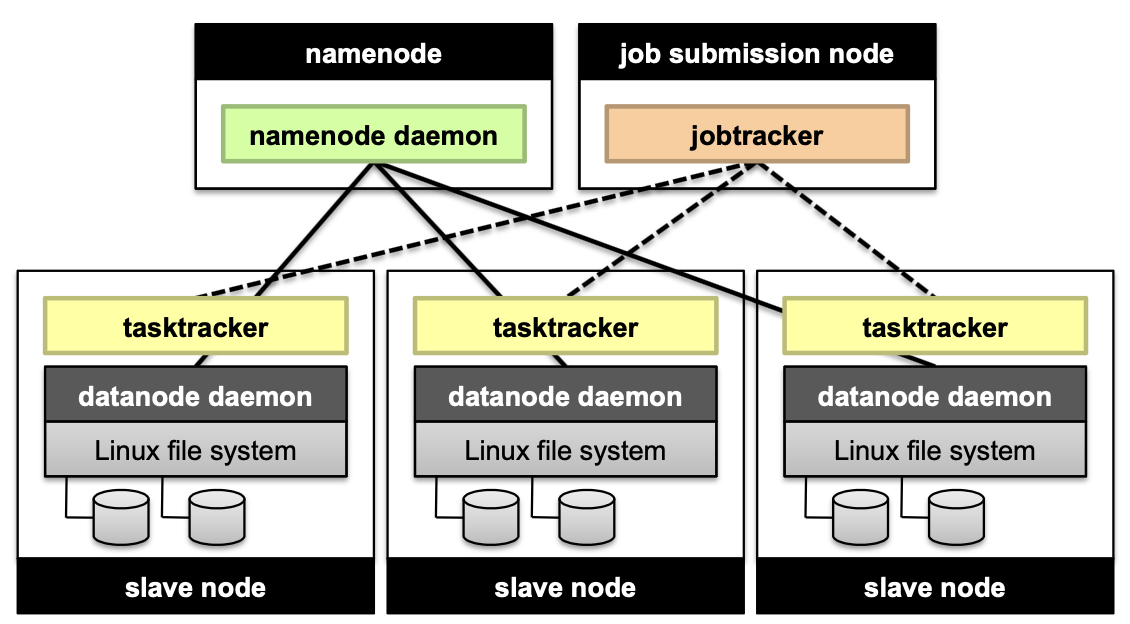 namenode
job submission node
namenode daemon
jobtracker
tasktracker
tasktracker
tasktracker
datanode daemon
datanode daemon
datanode daemon
Linux file system
Linux file system
Linux file system
slave node
slave node
slave node